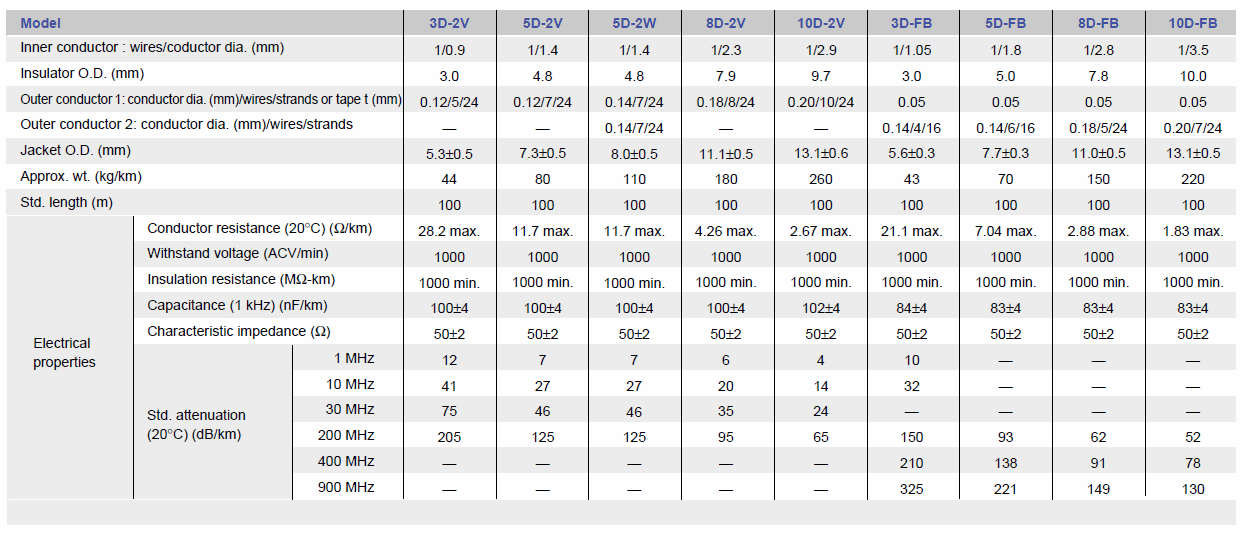 Model 3D-2V 5D-2V 5D-2W 8D-2V 10D-2V 3D-FB 5D-FB 8D-FB 10D-FB
Inner conductor : wires/coductor dia. (mm) 1/0.9 1/1.4 1/1.4 1/2.3 1/2.9 1/1.05 1/1.8 1/2.8 1/3.5
Insulator O.D. (mm) 3.0 4.8 4.8 7.9 9.7 3.0 5.0 7.8 10.0
Outer conductor 1: conductor dia. (mm)/wires/strands or tape t (mm) 0.12/5/24 0.12/7/24 0.14/7/24 0.18/8/24 0.20/10/24 0.05 0.05 0.05 0.05
Outer conductor 2: conductor dia. (mm)/wires/strands — — 0.14/7/24 — — 0.14/4/16 0.14/6/16 0.18/5/24 0.20/7/24
Jacket O.D. (mm) 5.3±0.5 7.3±0.5 8.0±0.5 11.1±0.5 13.1±0.6 5.6±0.3 7.7±0.3 11.0±0.5 13.1±0.5
Approx. wt. (kg/km) 44 80 110 180 260 43 70 150 220
Std. length (m) 100 100 100 100 100 100 100 100 100
Electrical
properties
Conductor resistance (20°C) (Ω/km) 28.2 max. 11.7 max. 11.7 max. 4.26 max. 2.67 max. 21.1 max. 7.04 max. 2.88 max. 1.83 max.
Withstand voltage (ACV/min) 1000 1000 1000 1000 1000 1000 1000 1000 1000
Insulation resistance (MΩ-km) 1000 min. 1000 min. 1000 min. 1000 min. 1000 min. 1000 min. 1000 min. 1000 min. 1000 min.
Capacitance (1 kHz) (nF/km) 100±4 100±4 100±4 100±4 102±4 84±4 83±4 83±4 83±4
Characteristic impedance (Ω) 50±2 50±2 50±2 50±2 50±2 50±2 50±2 50±2 50±2
Std. attenuation
(20°C) (dB/km)
1 MHz 12 7 7 6 4 10 — — —
10 MHz 41 27 27 20 14 32 — — —
30 MHz 75 46 46 35 24 — — — —
200 MHz 205 125 125 95 65 150 93 62 52
400 MHz — — — — — 210 138 91 78
900 MHz — — — — — 325 221 149 130